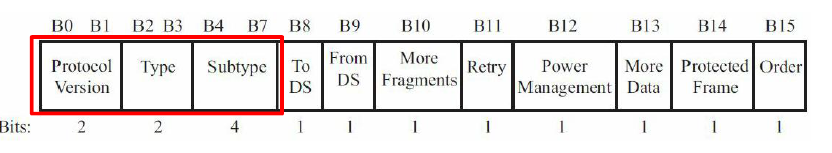 B0 B1 B2 B3 B4 B7 B8 B9 B10 B11 B12 B13 B14 B15
Protocol Version Type Subtype To DS From DS More Fragments Retry Power Management More Data Protected Frame Order
Bits: 2 2 4 1 1 1 1 1 1 1 1